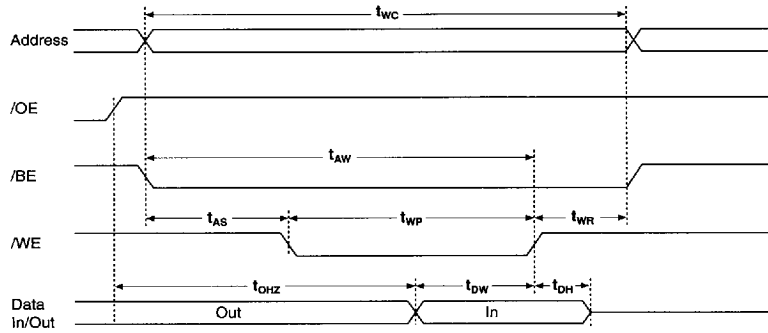 tWC
Address
/OE
tAW
/BE
tAS
tWP
tWR
/WE
tOHZ
tDW
tDH
Data
In/Out
Out
In